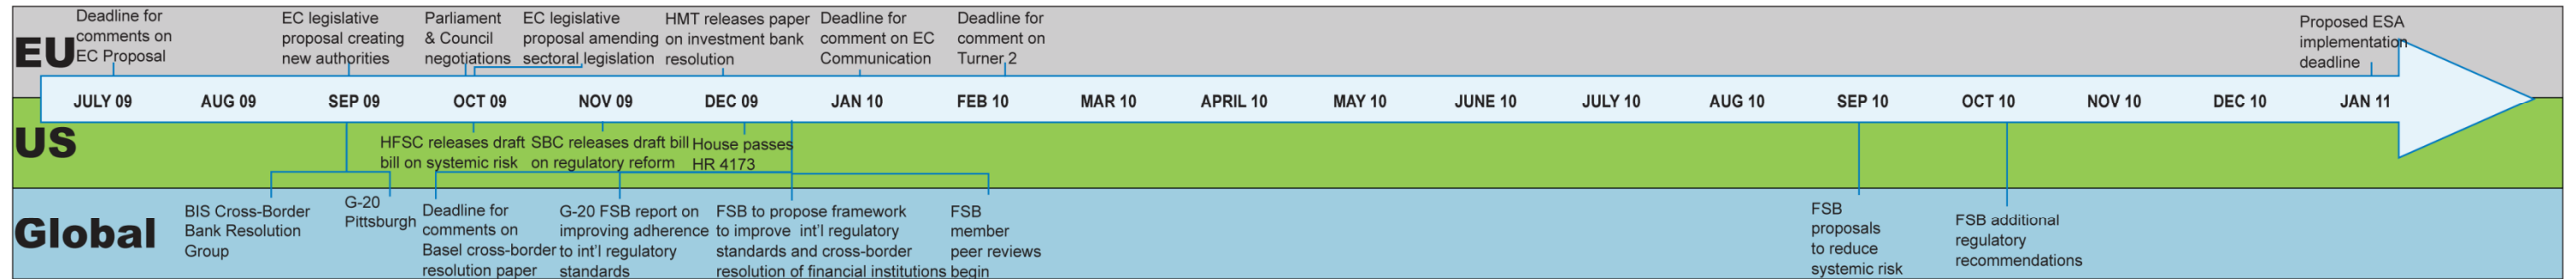 EU
Deadline for
comments on
EC Proposal
EC legislative
proposal creating
new authorities
Parliament
& Council
negotiations
EC legislative
proposal amending
sectoral legislation
HMT releases paper
on investment bank
resolution
Deadline for
comment on EC
Communication
Deadline for
comment on
Turner 2
Proposed ESA
implementation
deadline
JULY 09
AUG 09
SEP 09
OCT 09
NOV 09
DEC 09
JAN 10
FEB 10
MAR 10
APRIL 10
MAY 10
JUNE 10
JULY 10
AUG 10
SEP 10
OCT 10
NOV 10
DEC 10
JAN 11
US
HFSC releases draft
bill on systemic risk
SBC releases draft bill
on regulatory reform
House passes
HR 4173
Global
BIS Cross-Border
Bank Resolution
Group
G-20
Pittsburgh
Deadline for
comments on
Basel cross-border
resolution paper
G-20 FSB report on
improving adherence
to int'l regulatory
standards
FSB to propose framework
to improve int'l regulatory
standards and cross-border
resolution of financial institutions
FSB
member
peer reviews
begin
FSB
proposals
to reduce
systemic risk
FSB additional
regulatory
recommendations